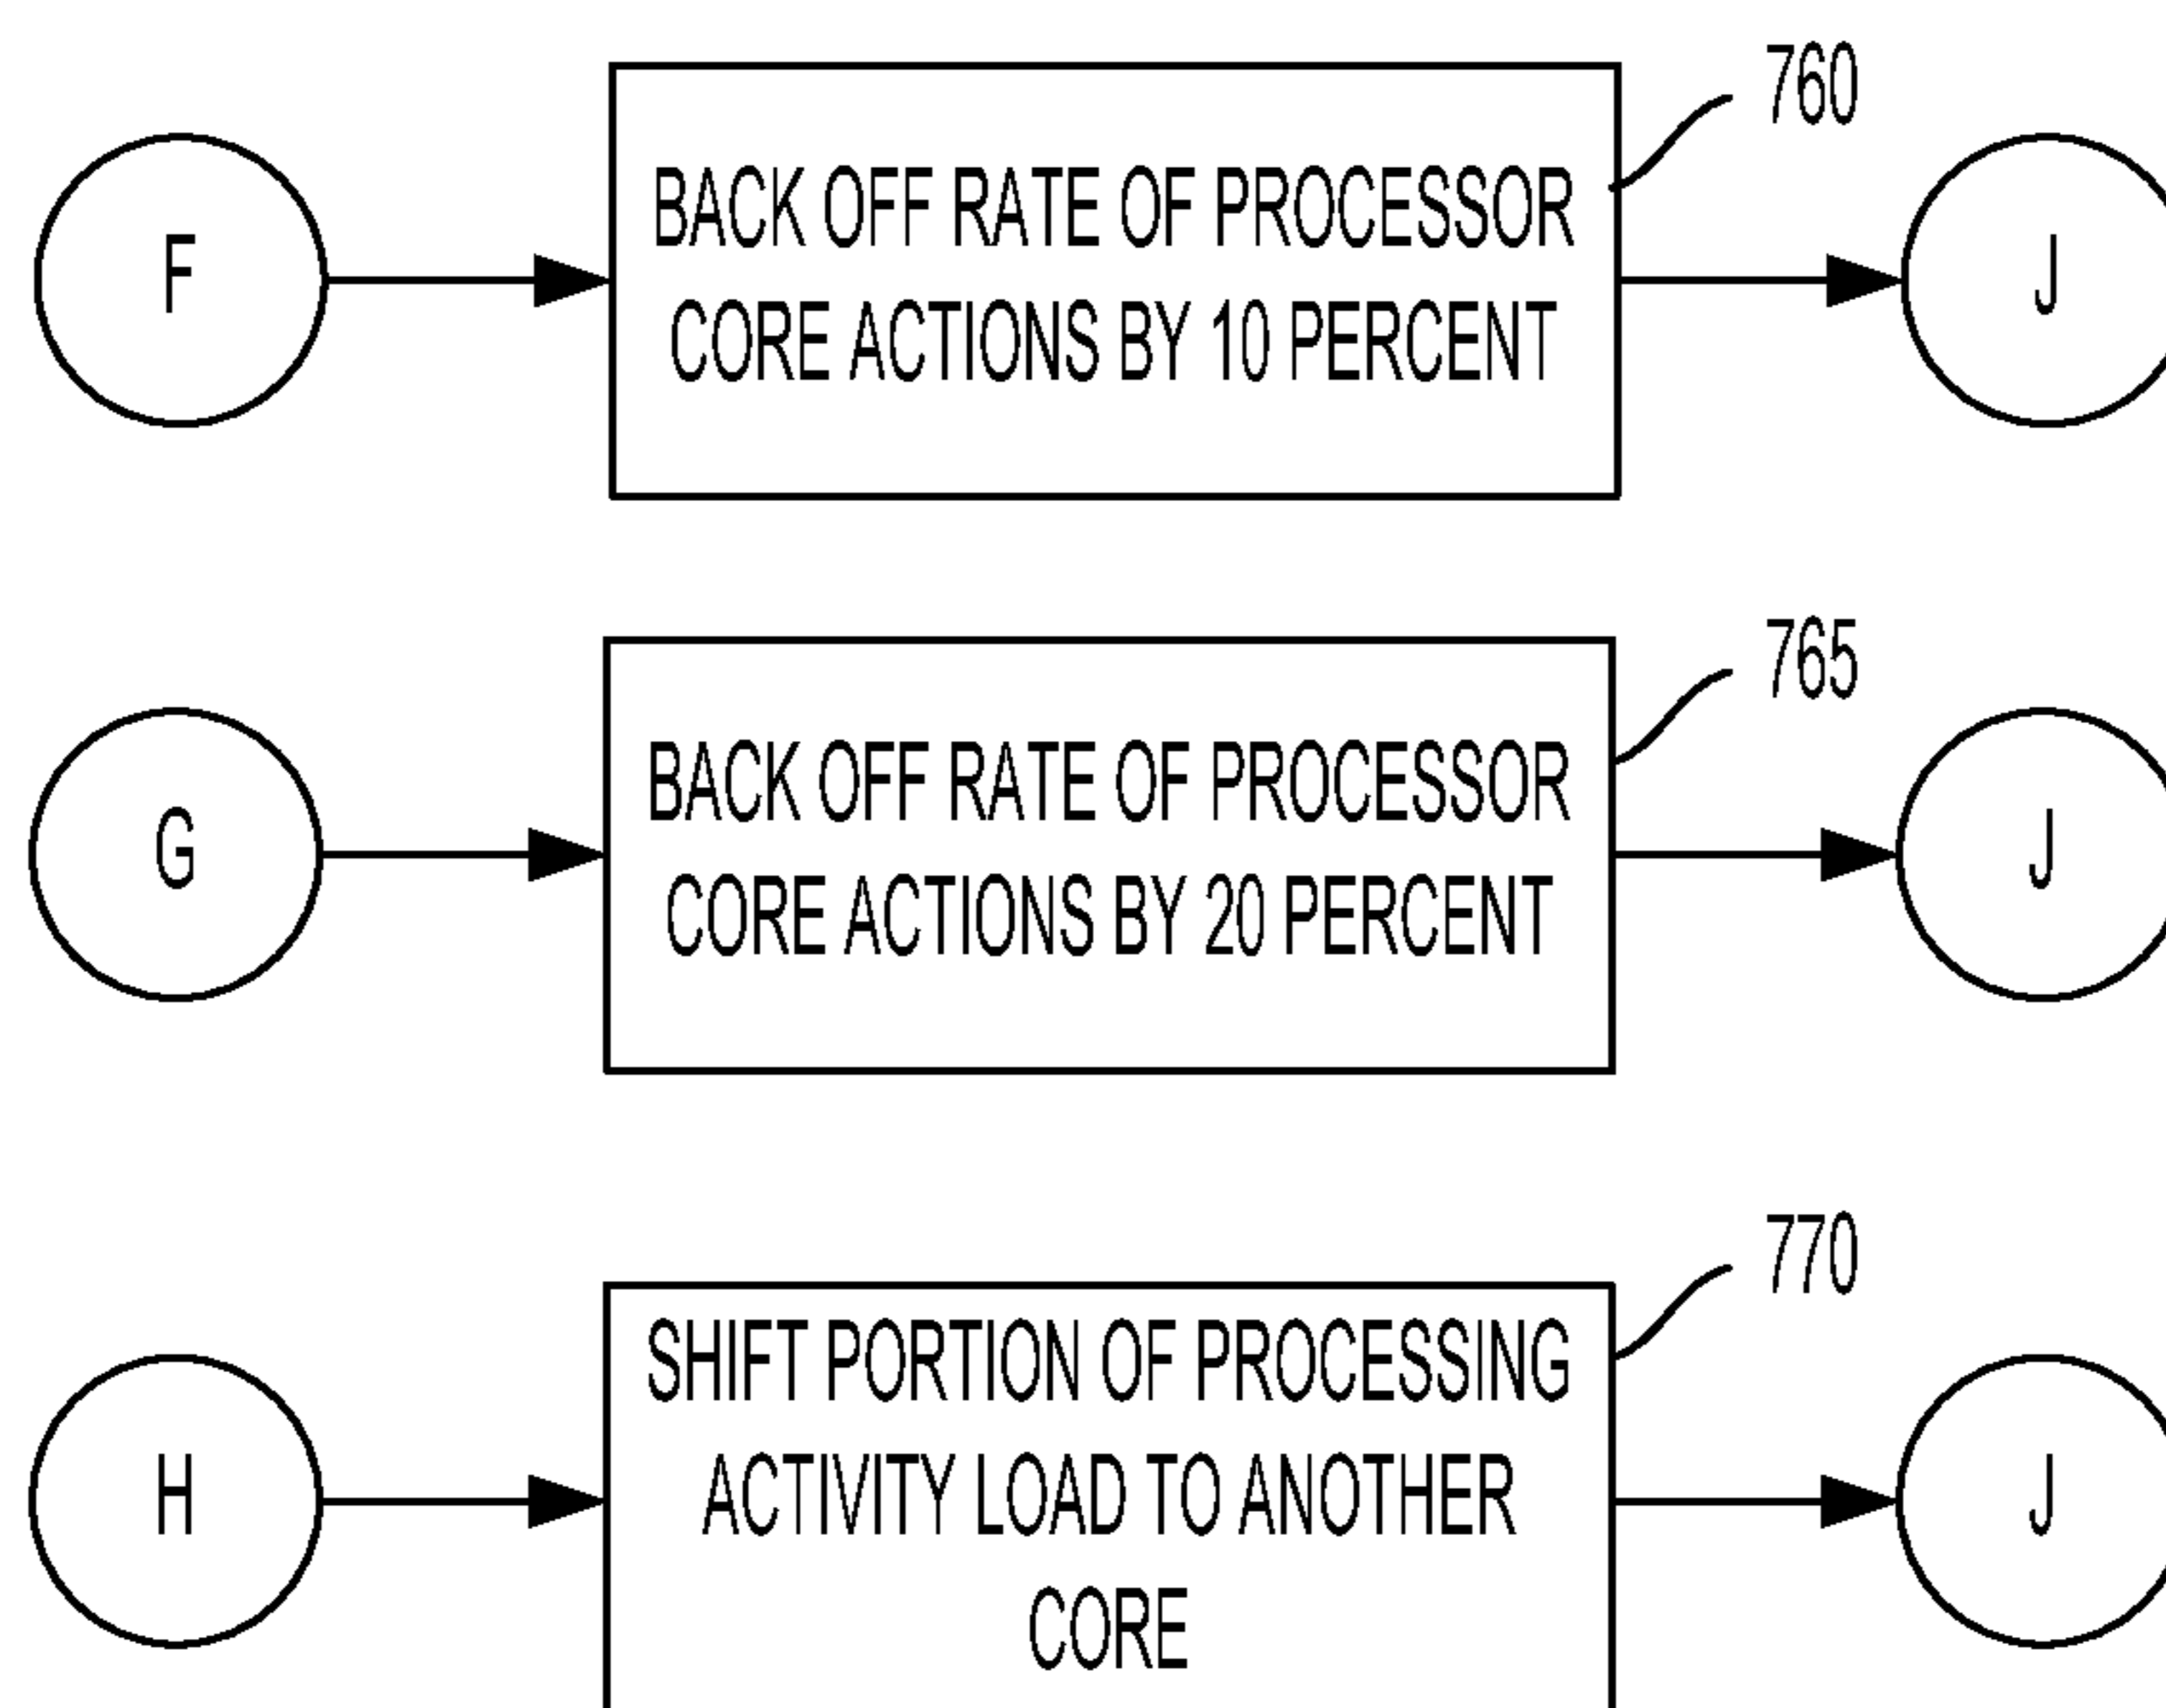 760
F
BACK OFF RATE OF PROCESSOR
CORE ACTIONS BY 10 PERCENT
J
765
G
BACK OFF RATE OF PROCESSOR
CORE ACTIONS BY 20 PERCENT
J
770
H
SHIFT PORTION OF PROCESSING
ACTIVITY LOAD TO ANOTHER
CORE
J